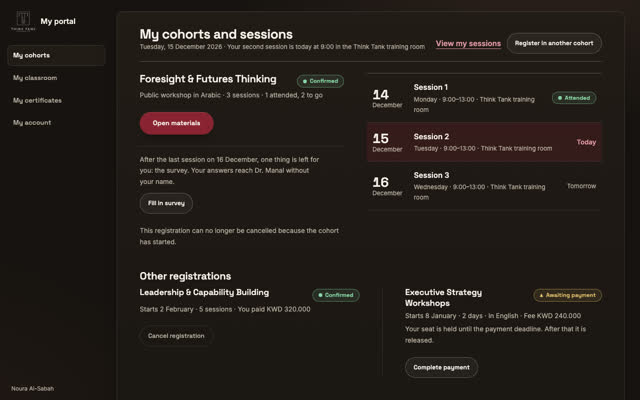 THINK TANK
My portal
My cohorts
My classroom
My certificates
My account
Noura Al-Sabah
My cohorts and sessions
Tuesday, 15 December 2026 · Your second session is today at 9:00 in the Think Tank training room
View my sessions
Register in another cohort
Foresight & Futures Thinking
Confirmed
Public workshop in Arabic · 3 sessions · 1 attended, 2 to go
Open materials
After the last session on 16 December, one thing is left for
you: the survey. Your answers reach Dr. Manal without
your name.
Fill in survey
This registration can no longer be cancelled because the cohort
has started.
14
December
Session 1
Monday · 9:00–13:00 · Think Tank training
room
Attended
15
December
Session 2
Tuesday · 9:00–13:00 · Think Tank training room
Today
16
December
Session 3
Wednesday · 9:00–13:00 · Think Tank training
room
Tomorrow
Other registrations
Leadership & Capability Building
Confirmed
Starts 2 February · 5 sessions · You paid KWD 320.000
Cancel registration
Executive Strategy
Workshops
Awaiting payment
Starts 8 January · 2 days · In English · Fee KWD 240.000
Your seat is held until the payment deadline. After that it is
released.
Complete payment